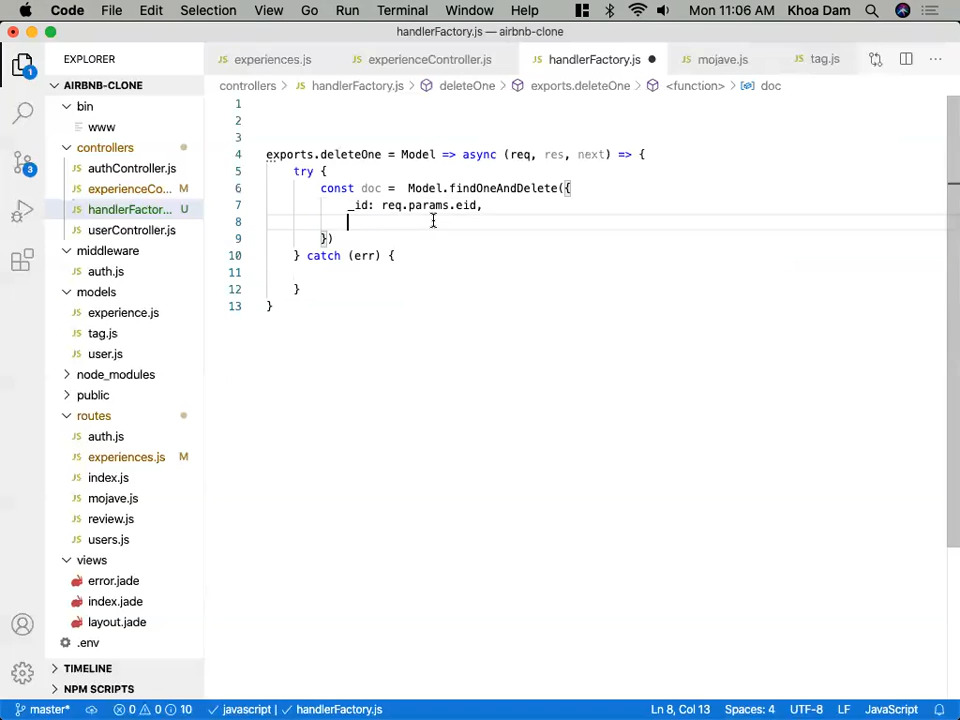 Code File Edit Selection View Go Run Terminal Window Help Mon 11:06 AM Khoa Dam
handlerFactory.js — airbnb-clone
EXPLORER
experiences.js experienceController.js handlerFactory.js mojave.js tag.js
controllers > handlerFactory.js > deleteOne > exports.deleteOne > <function> > doc
AIRBNB-CLONE
bin
www
controllers
authController.js
experienceCo... M
handlerFactor... U
userController.js
middleware
auth.js
models
experience.js
tag.js
user.js
node_modules
public
routes
auth.js
experiences.js M
index.js
mojave.js
review.js
users.js
views
error.jade
index.jade
layout.jade
.env
TIMELINE
NPM SCRIPTS
1
3
1
2
3
4 exports.deleteOne = Model => async (req, res, next) => {
5 try {
6 const doc =  Model.findOneAndDelete({
7 _id: req.params.eid,
8
9 })
10 } catch (err) {
11
12 }
13 }
master* 0 0 10 javascript | handlerFactory.js Ln 8, Col 13 Spaces: 4 UTF-8 LF JavaScript